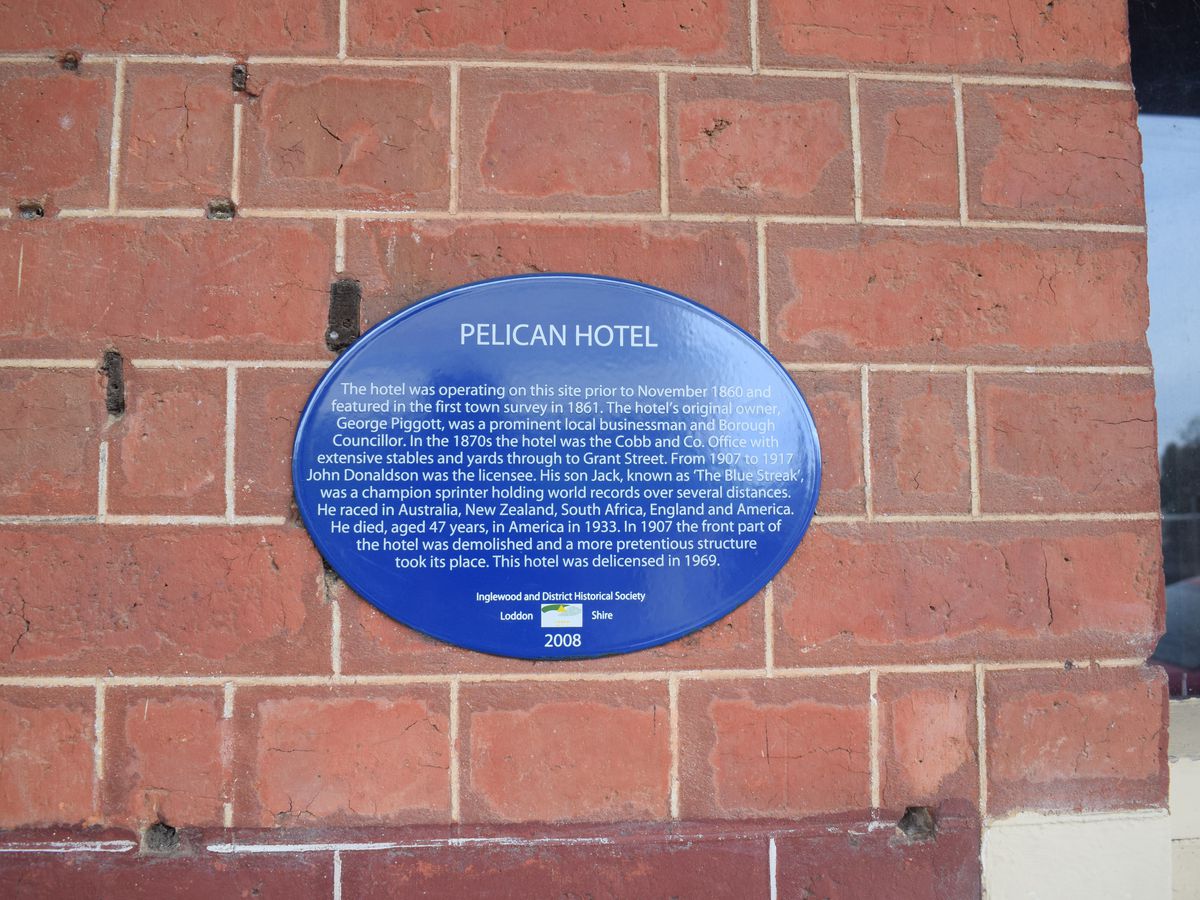 PELICAN HOTEL
The hotel was operating on this site prior to November 1860 and
featured in the first town survey in 1861. The hotel's original owner,
George Piggott, was a prominent local businessman and Borough
Councillor. In the 1870s the hotel was the Cobb and Co. Office with
extensive stables and yards through to Grant Street. From 1907 to 1917
John Donaldson was the licensee. His son Jack, known as 'The Blue Streak',
was a champion sprinter holding world records over several distances.
He raced in Australia, New Zealand, South Africa, England and America.
He died, aged 47 years, in America in 1933. In 1907 the front part of
the hotel was demolished and a more pretentious structure
took its place. This hotel was delicensed in 1969.
Inglewood and District Historical Society
Loddon Shire
2008